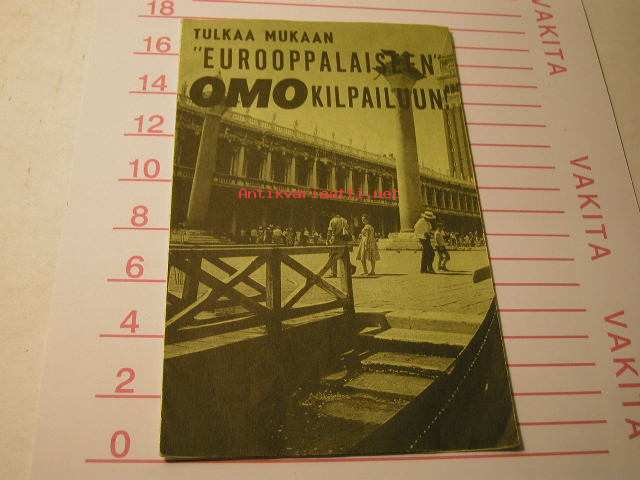 TULKAA MUKAAN
"EUROOPPALAISEEN"
OMO KILPAILUUN!
Antikvariaatti.net
18
16
14
12
10
8
6
4
2
0
VAKITA
VAKITA
VAKITA